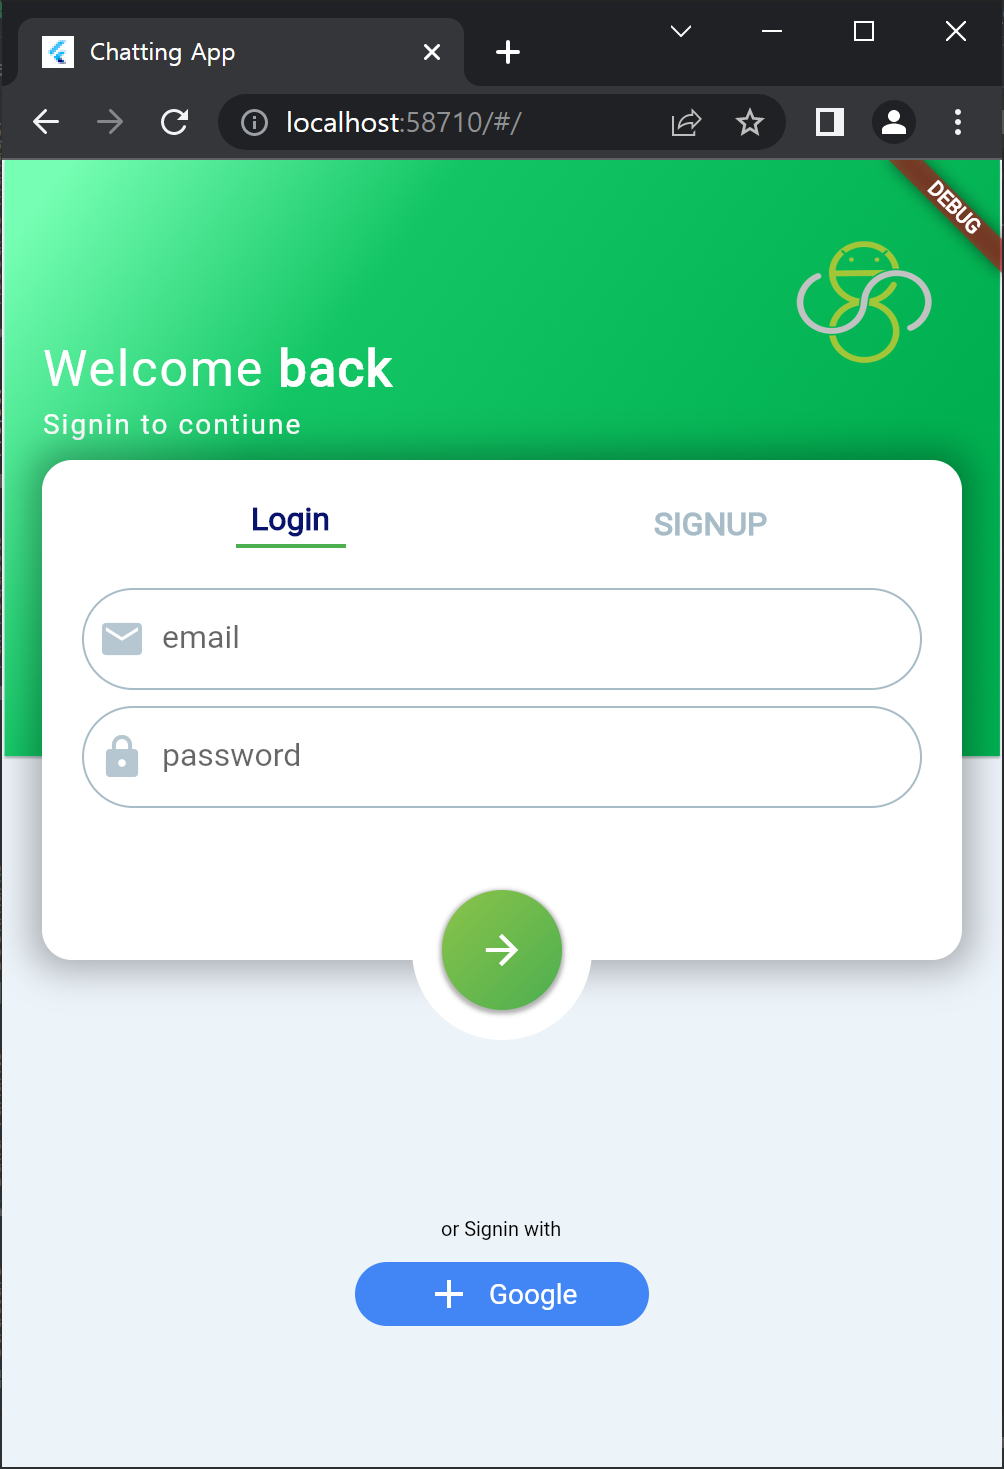 Chatting App
localhost:58710/#/
DEBUG
Welcome back
Signin to contiune
Login
SIGNUP
email
password
or Signin with
Google